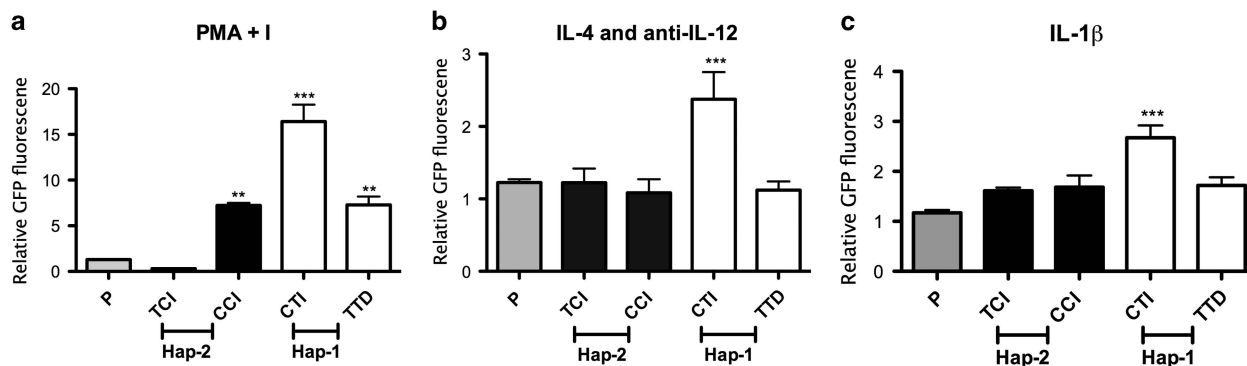 a
PMA + I
Relative GFP fluorescene
20
15
10
5
0
**
***
**
P
TCI
CCI
CTI
TTD
Hap-2
Hap-1
b
IL-4 and anti-IL-12
Relative GFP fluorescene
3
2
1
0
***
P
TCI
CCI
CTI
TTD
Hap-2
Hap-1
c
IL-1β
Relative GFP fluorescene
4
3
2
1
0
***
P
TCI
CCI
CTI
TTD
Hap-2
Hap-1